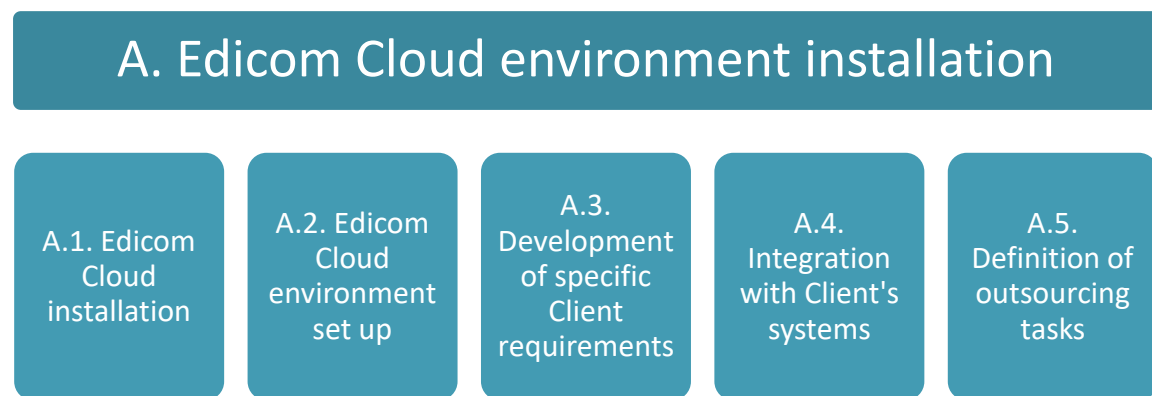 A. Edicom Cloud environment installation
A.1. Edicom
Cloud
installation
A.2. Edicom
Cloud
environment
set up
A.3.
Development
of specific
Client
requirements
A.4.
Integration
with Client's
systems
A.5.
Definition of
outsourcing
tasks